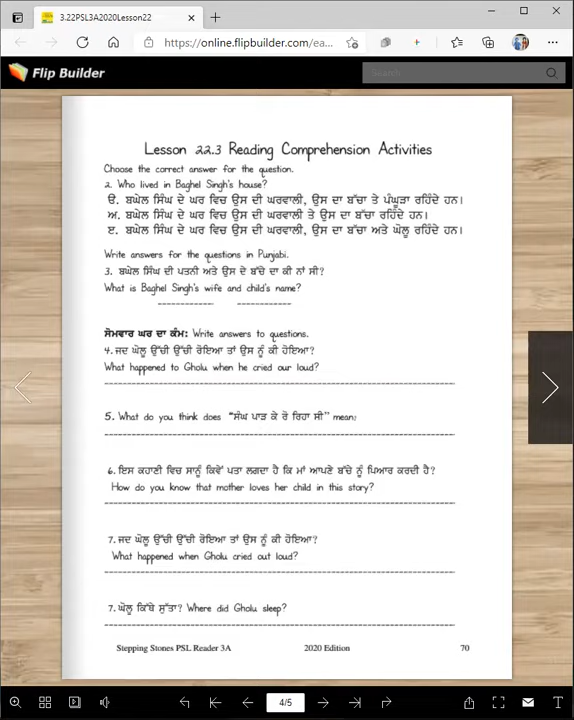 3.22PSL3A2020Lesson22
https://online.flipbuilder.com/ea...
Flip Builder
Search
Lesson 22.3 Reading Comprehension Activities
Choose the correct answer for the question.
2. Who lived in Baghel Singh's house?
ੳ. ਬਘੇਲ ਸਿੰਘ ਦੇ ਘਰ ਵਿਚ ਉਸ ਦੀ ਘਰਵਾਲੀ, ਉਸ ਦਾ ਬੱਚਾ ਤੇ ਪੰਘੂੜਾ ਰਹਿੰਦੇ ਹਨ।
ਅ. ਬਘੇਲ ਸਿੰਘ ਦੇ ਘਰ ਵਿਚ ਉਸ ਦੀ ਘਰਵਾਲੀ ਤੇ ਉਸ ਦਾ ਬੱਚਾ ਰਹਿੰਦੇ ਹਨ।
ੲ. ਬਘੇਲ ਸਿੰਘ ਦੇ ਘਰ ਵਿਚ ਉਸ ਦੀ ਘਰਵਾਲੀ, ਉਸ ਦਾ ਬੱਚਾ ਅਤੇ ਘੋਲੂ ਰਹਿੰਦੇ ਹਨ।
Write answers for the questions in Punjabi.
3. ਬਘੇਲ ਸਿੰਘ ਦੀ ਪਤਨੀ ਅਤੇ ਉਸ ਦੇ ਬੱਚੇ ਦਾ ਕੀ ਨਾਂ ਸੀ?
What is Baghel Singh's wife and child's name?
ਸੋਮਵਾਰ ਘਰ ਦਾ ਕੰਮ: Write answers to questions.
4. ਜਦ ਘੋਲੂ ਉੱਚੀ ਉੱਚੀ ਰੋਇਆ ਤਾਂ ਉਸ ਨੂੰ ਕੀ ਹੋਇਆ?
What happened to Gholu when he cried our loud?
5. What do you think does "ਸੰਘ ਪਾੜ ਕੇ ਰੋ ਰਿਹਾ ਸੀ" mean:
6. ਇਸ ਕਹਾਣੀ ਵਿਚ ਸਾਨੂੰ ਕਿਵੇਂ ਪਤਾ ਲਗਦਾ ਹੈ ਕਿ ਮਾਂ ਆਪਣੇ ਬੱਚੇ ਨੂੰ ਪਿਆਰ ਕਰਦੀ ਹੈ?
How do you know that mother loves her child in this story?
7. ਜਦ ਘੋਲੂ ਉੱਚੀ ਉੱਚੀ ਰੋਇਆ ਤਾਂ ਉਸ ਨੂੰ ਕੀ ਹੋਇਆ?
What happened when Gholu cried out loud?
7. ਘੋਲੂ ਕਿੱਥੇ ਸੁੱਤਾ? Where did Gholu sleep?
Stepping Stones PSL Reader 3A 2020 Edition 70
4/5